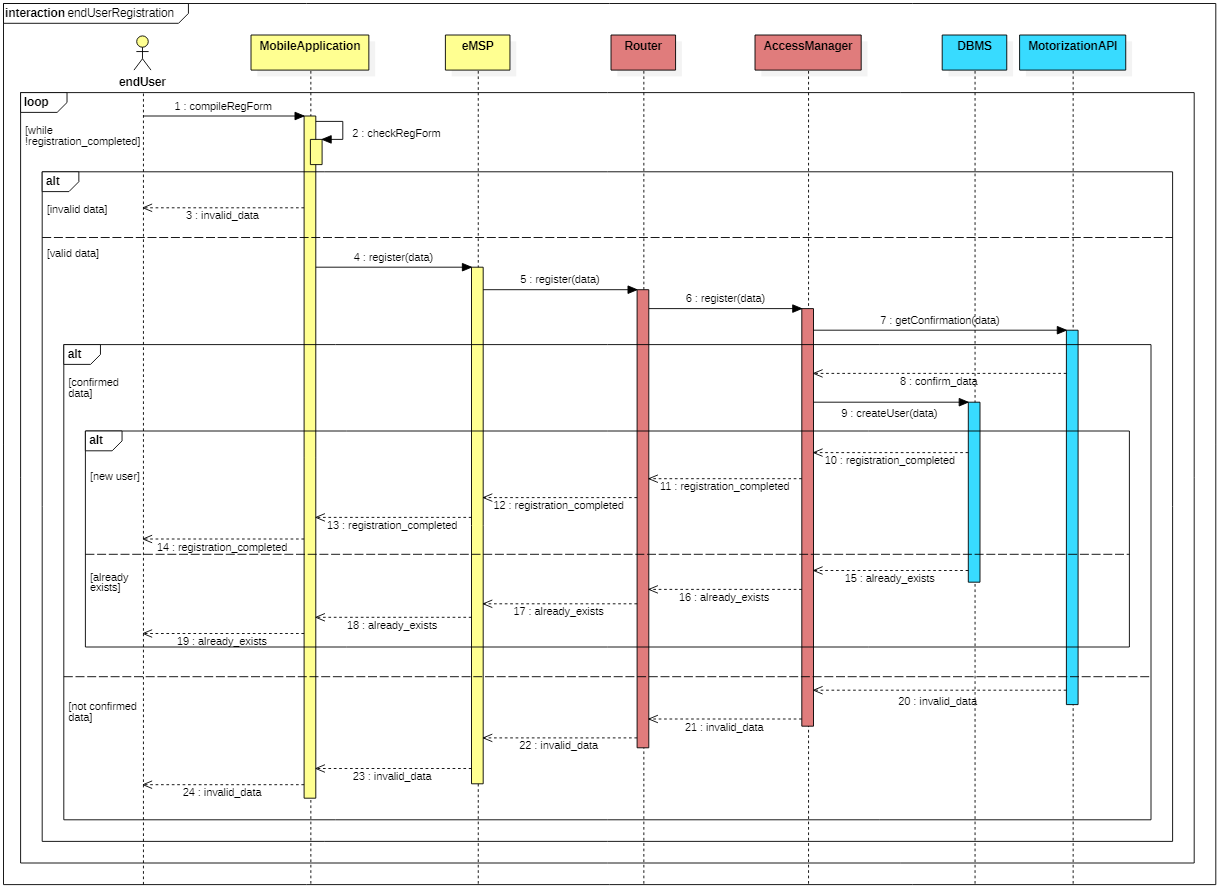 interaction endUserRegistration
MobileApplication
eMSP
Router
AccessManager
DBMS
MotorizationAPI
endUser
loop
1 : compileRegForm
[while
!registration_completed]
2 : checkRegForm
alt
[invalid data]
3 : invalid_data
[valid data]
4 : register(data)
5 : register(data)
6 : register(data)
7 : getConfirmation(data)
alt
[confirmed
data]
8 : confirm_data
9 : createUser(data)
alt
10 : registration_completed
[new user]
11 : registration_completed
12 : registration_completed
13 : registration_completed
14 : registration_completed
[already
exists]
15 : already_exists
16 : already_exists
17 : already_exists
18 : already_exists
19 : already_exists
20 : invalid_data
[not confirmed
data]
21 : invalid_data
22 : invalid_data
23 : invalid_data
24 : invalid_data